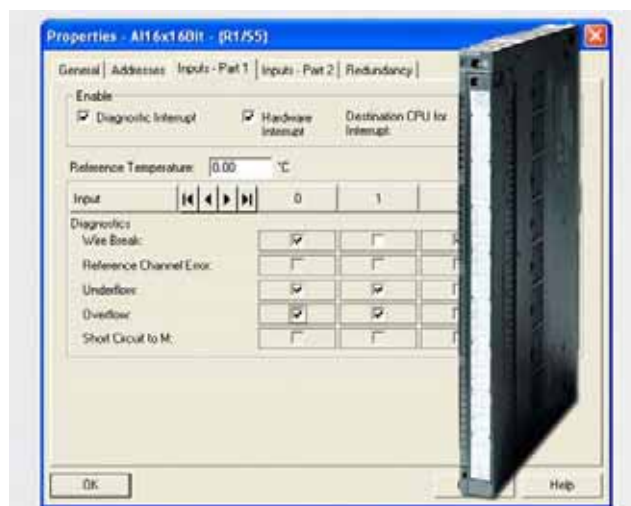 Properties - AI16x16Bit - (R1/S5)
General Addresses Inputs - Part 1 Inputs - Part 2 Redundancy
Enable
Diagnostic Interrupt Hardware Interrupt Destination CPU for Interrupt:
Reference Temperature: 0.00 °C
Input 0 1
Diagnostics
Wire Break:
Reference Channel Error:
Underflow:
Overflow:
Short Circuit to M:
OK Help